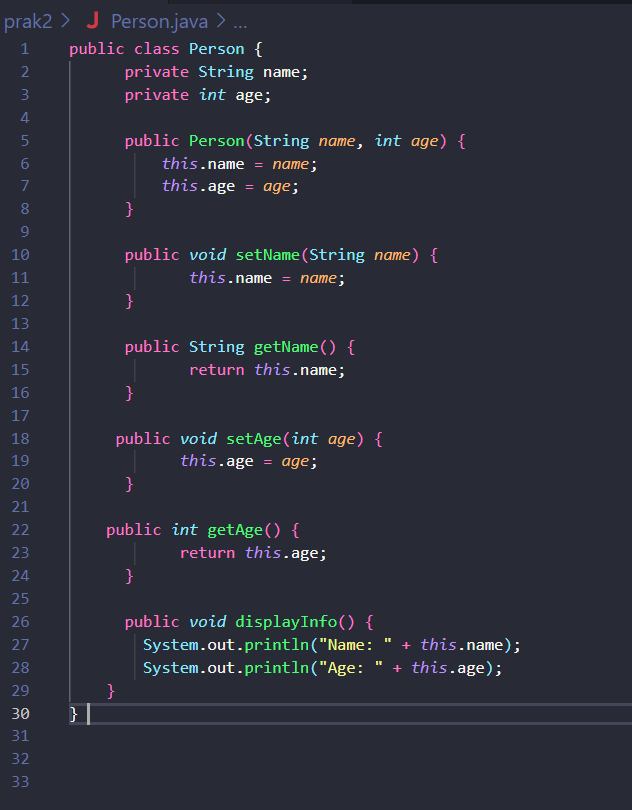 prak2 > J Person.java > ...
1 public class Person {
2 private String name;
3 private int age;
4
5 public Person(String name, int age) {
6 this.name = name;
7 this.age = age;
8 }
9
10 public void setName(String name) {
11 this.name = name;
12 }
13
14 public String getName() {
15 return this.name;
16 }
17
18 public void setAge(int age) {
19 this.age = age;
20 }
21
22 public int getAge() {
23 return this.age;
24 }
25
26 public void displayInfo() {
27 System.out.println("Name: " + this.name);
28 System.out.println("Age: " + this.age);
29 }
30 }
31
32
33